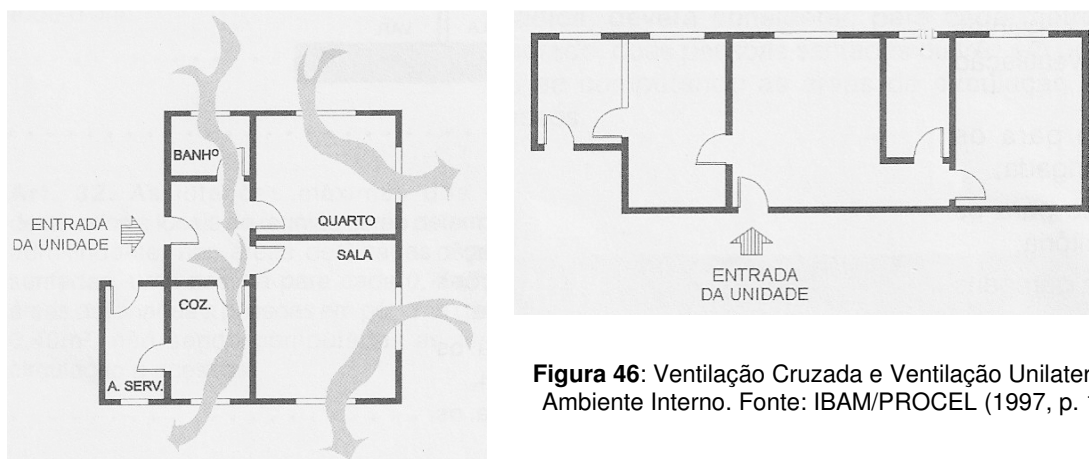 BANHº
ENTRADA
DA UNIDADE
QUARTO
SALA
COZ.
A. SERV.
ENTRADA
DA UNIDADE
Figura 46: Ventilação Cruzada e Ventilação
Ambiente Interno. Fonte: IBAM/PROCEL (1997, p.